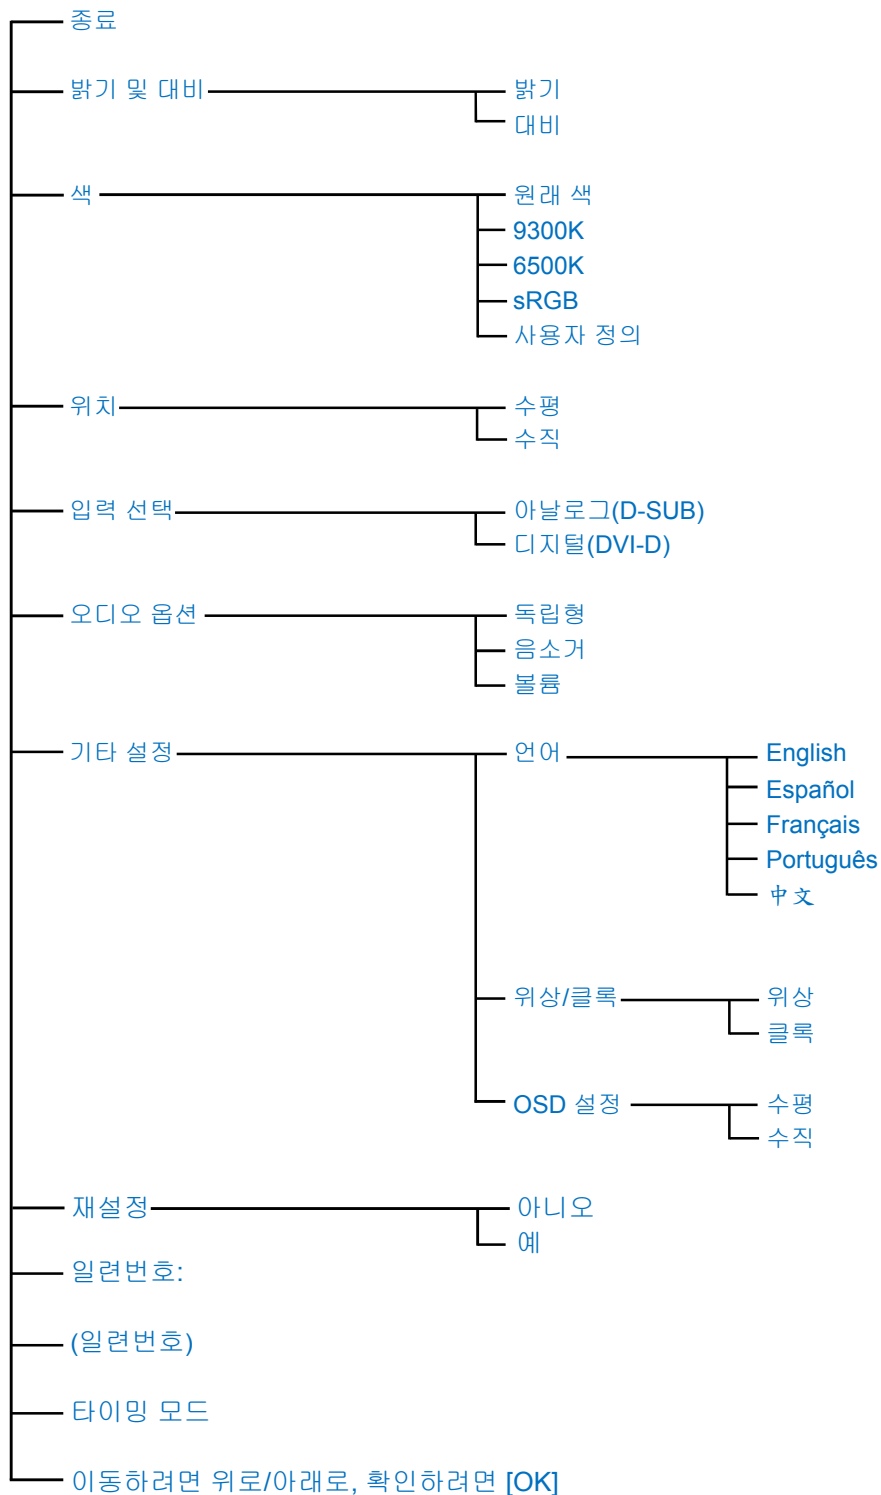 종료
밝기 및 대비
밝기
대비
색
원래 색
9300K
6500K
sRGB
사용자 정의
위치
수평
수직
입력 선택
아날로그(D-SUB)
디지털(DVI-D)
오디오 옵션
독립형
음소거
볼륨
기타 설정
언어
English
Español
Français
Português
中文
위상/클록
위상
클록
OSD 설정
수평
수직
재설정
아니오
예
일련번호:
(일련번호)
타이밍 모드
이동하려면 위로/아래로, 확인하려면 [OK]